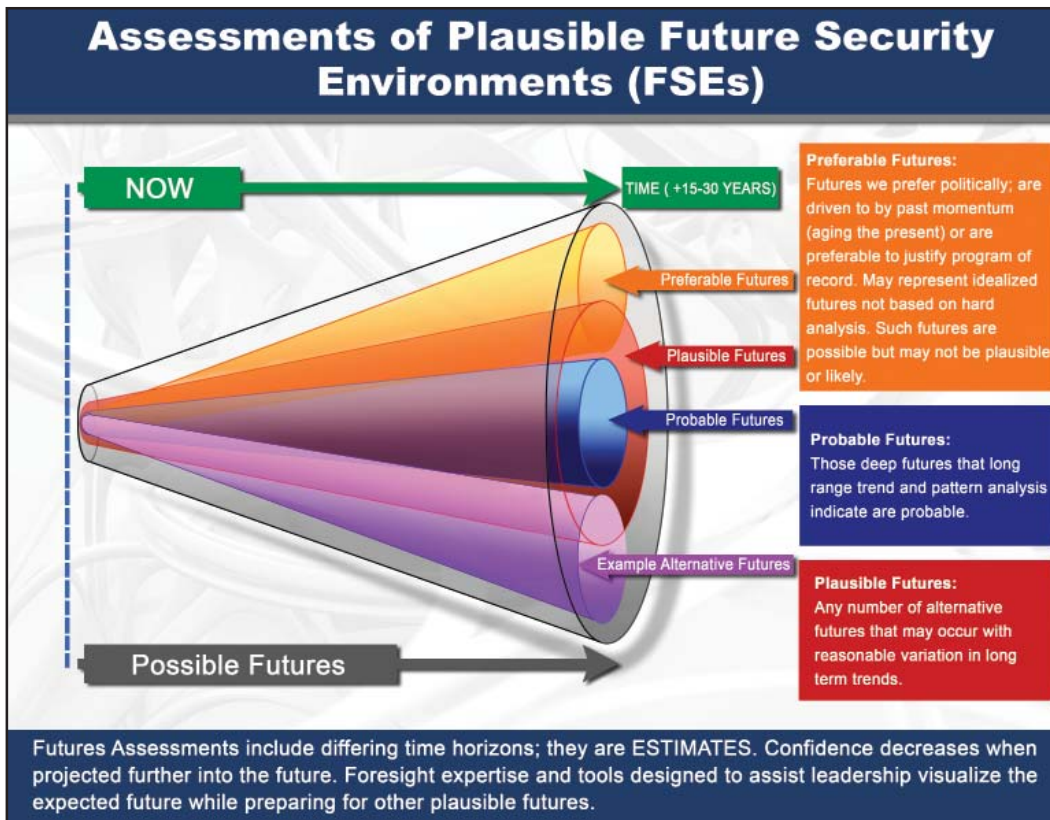 Assessments of Plausible Future Security
Environments (FSEs)
NOW
TIME ( +15-30 YEARS)
Preferable Futures
Plausible Futures
Probable Futures
Example Alternative Futures
Possible Futures
Preferable Futures:
Futures we prefer politically; are
driven to by past momentum
(aging the present) or are
preferable to justify program of
record. May represent idealized
futures not based on hard
analysis. Such futures are
possible but may not be plausible
or likely.
Probable Futures:
Those deep futures that long
range trend and pattern analysis
indicate are probable.
Plausible Futures:
Any number of alternative
futures that may occur with
reasonable variation in long
term trends.
Futures Assessments include differing time horizons; they are ESTIMATES. Confidence decreases when
projected further into the future. Foresight expertise and tools designed to assist leadership visualize the
expected future while preparing for other plausible futures.